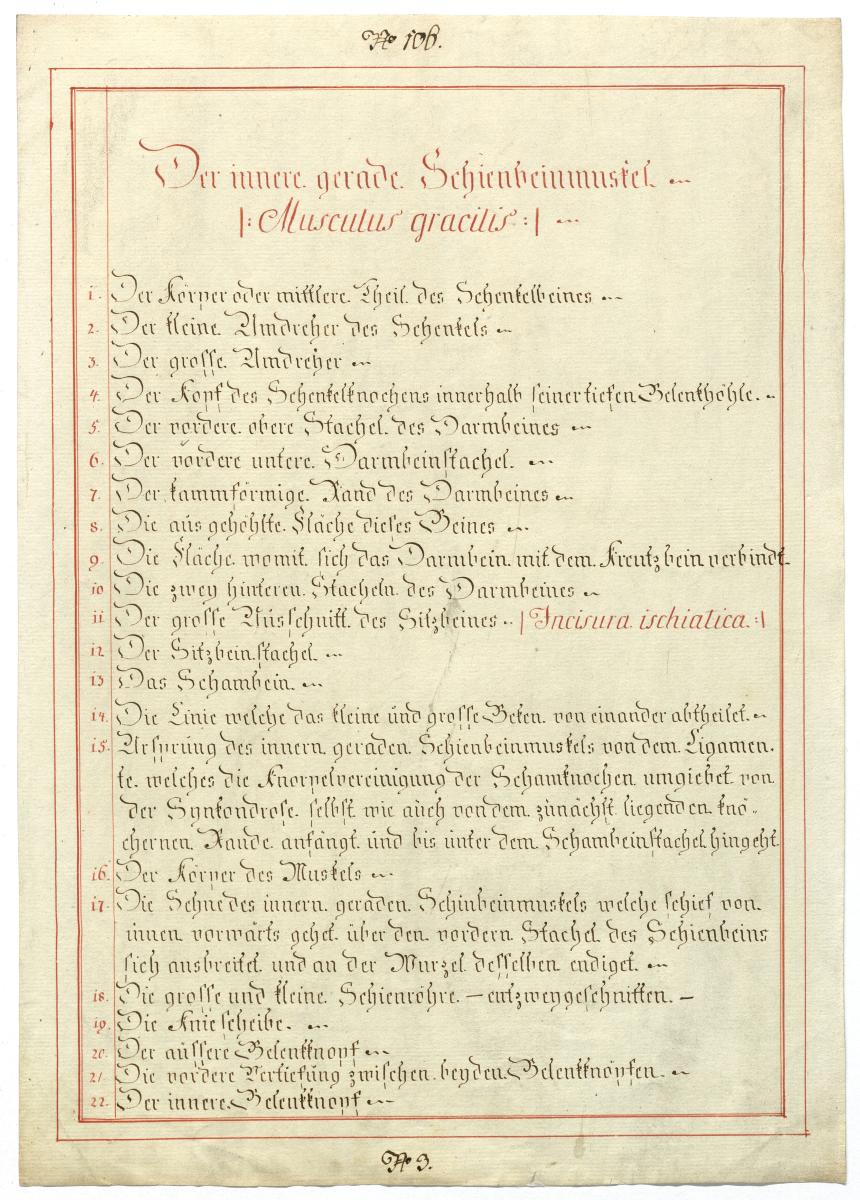 No 106.
Der innere gerade Schienbeinmuskel
|: Musculus gracilis :|
1. Der Körper oder mittlere Theil des Schenkelbeines
2. Der kleine Umdreher des Schenkels
3. Der grosse Umdreher
4. Der Kopf des Schenkelknochens innerhalb seiner tiefen Gelenkhöhle.
5. Der vordere obere Stachel des Darmbeines
6. Der vordere untere Darmbeinstachel.
7. Der kammförmige Rand des Darmbeines
8. Die ausgehöhlte Fläche dieses Beines
9. Die Fläche womit sich das Darmbein mit dem Kreutzbein verbindt.
10 Die zwey hinteren Stacheln des Darmbeines
11 Der grosse Ausschnitt des Sitzbeines | Incisura ischiatica :|
12 Der Sitzbeinstachel
13 Das Schambein
14. Die Linie welche das kleine und grosse Beken von einander abtheilet.
15. Ursprung des innern geraden Schienbeinmuskels von dem Ligamen
te welches die Knorpelvereinigung der Schamknochen umgiebet von
der Synkondrose selbst wie auch von dem zunächst liegenden knö-
chernen Rande anfängt und bis unter dem Schambeinstachel hingeht
16. Der Körper des Muskels
17. Die Sehne des innern geraden Schinbeinmuskels welche schief von
innen vorwärts gehet über den vordern Stachel des Schienbeins
sich ausbreitet und an der Wurzel desselben endiget.
18. Die grosse und kleine Schienröhre – entzweygeschnitten –
19. Die Kniescheibe.
20. Der äussere Gelenkknopf
21. Die vordere Vertiefung zwischen beyden Gelenkknöpfen.
22. Der innere Gelenkknopf
No 3.